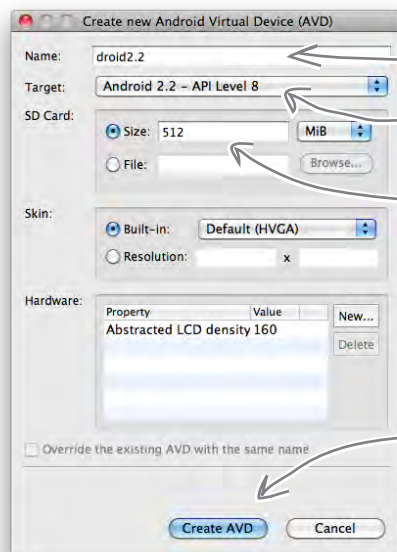 Create new Android Virtual Device (AVD)
Name: droid2.2
Target: Android 2.2 – API Level 8
SD Card:
Size: 512 MiB
File: Browse...
Skin:
Built-in: Default (HVGA)
Resolution: x
Hardware:
Property Value New...
Abstracted LCD density 160
Delete
Override the existing AVD with the same name
Create AVD Cancel